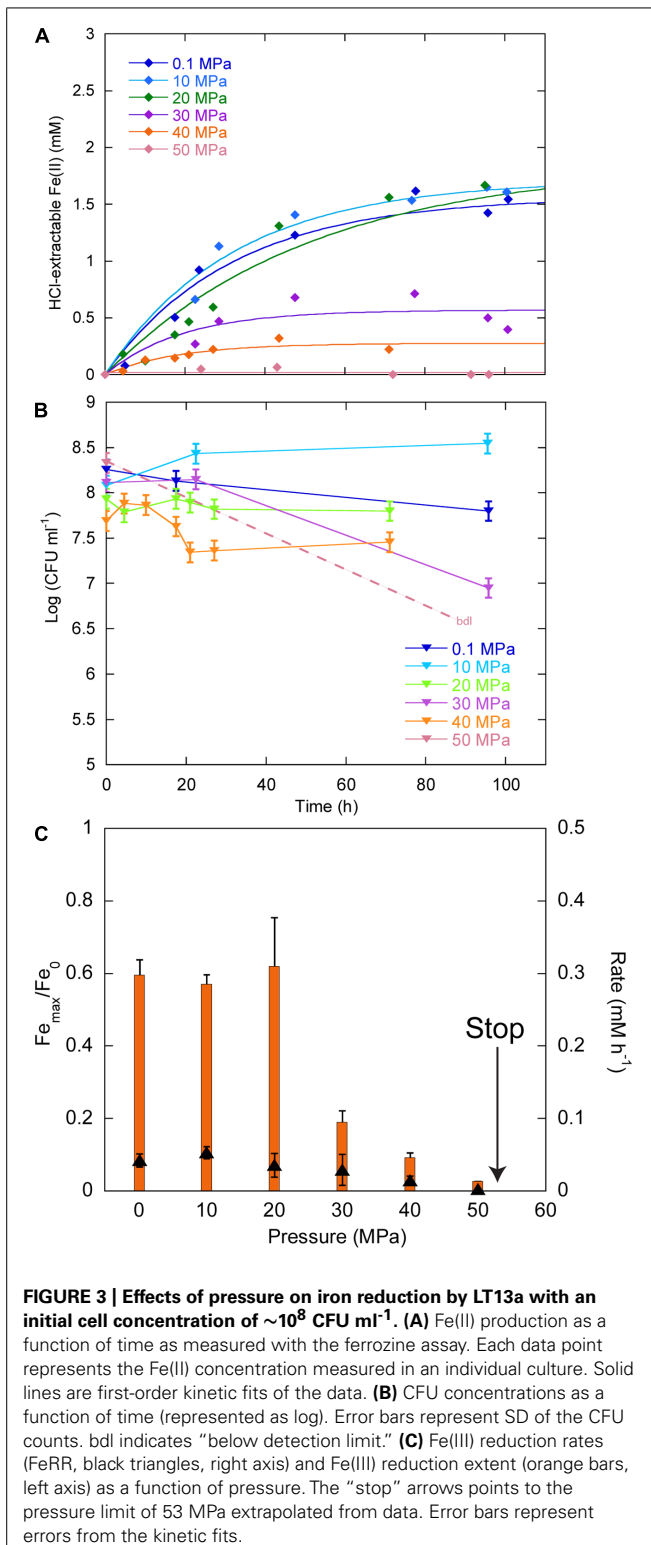 A
3
2.5
2
1.5
1
0.5
0
HCl-extractable Fe(II) (mM)
0.1 MPa
10 MPa
20 MPa
30 MPa
40 MPa
50 MPa
B
9
8.5
8
7.5
7
6.5
6
5.5
5
Log (CFU ml-1)
bdl
0.1 MPa
10 MPa
20 MPa
30 MPa
40 MPa
50 MPa
0 20 40 60 80 100
Time (h)
C
1
0.8
0.6
0.4
0.2
0
Femax/Fe0
0.5
0.4
0.3
0.2
0.1
0
Rate (mM h-1)
Stop
0 10 20 30 40 50 60
Pressure (MPa)
FIGURE 3 | Effects of pressure on iron reduction by LT13a with an
initial cell concentration of ~10⁸ CFU ml-1. (A) Fe(II) production as a
function of time as measured with the ferrozine assay. Each data point
represents the Fe(II) concentration measured in an individual culture. Solid
lines are first-order kinetic fits of the data. (B) CFU concentrations as a
function of time (represented as log). Error bars represent SD of the CFU
counts. bdl indicates “below detection limit.” (C) Fe(III) reduction rates
(FeRR, black triangles, right axis) and Fe(III) reduction extent (orange bars,
left axis) as a function of pressure. The “stop” arrows points to the
pressure limit of 53 MPa extrapolated from data. Error bars represent
errors from the kinetic fits.